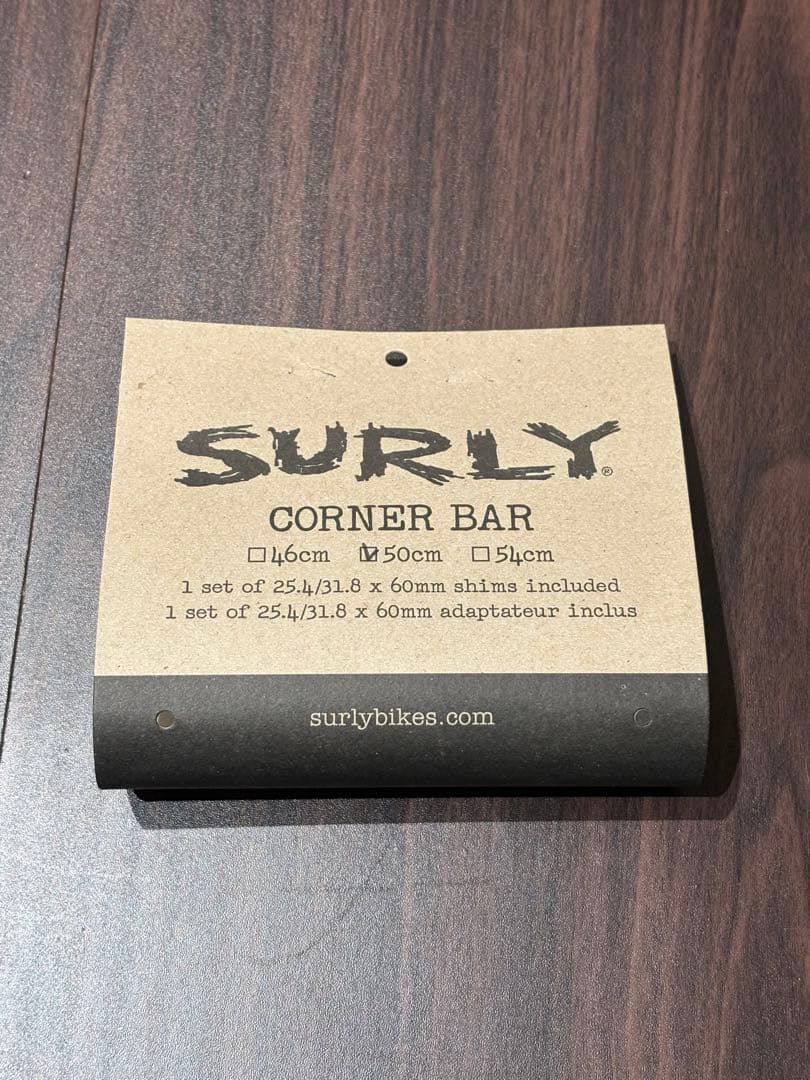 SURLY®
CORNER BAR
☐ 46cm ☑ 50cm ☐ 54cm
1 set of 25.4/31.8 x 60mm shims included
1 set of 25.4/31.8 x 60mm adaptateur inclus
surlybikes.com